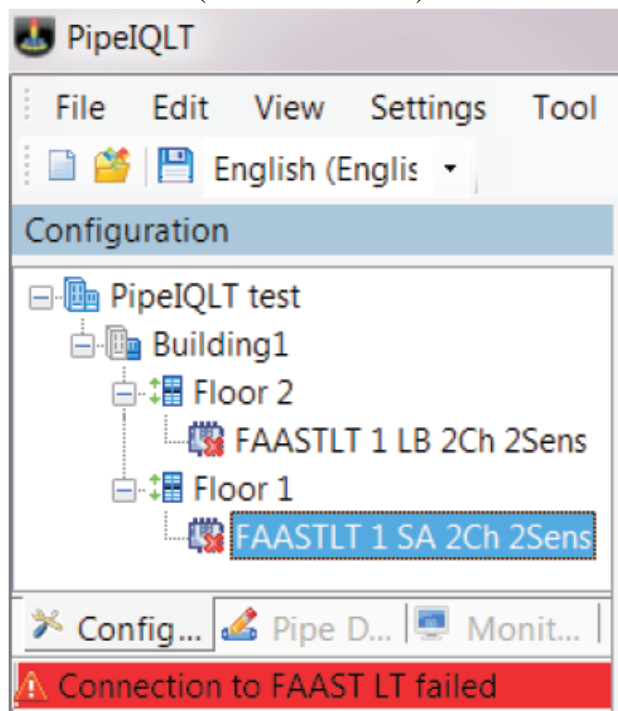 PipeIQLT
File Edit View Settings Tool
English (Englis
Configuration
PipeIQLT test
Building1
Floor 2
FAASTLT 1 LB 2Ch 2Sens
Floor 1
FAASTLT 1 SA 2Ch 2Sens
Config... Pipe D... Monit...
Connection to FAAST LT failed